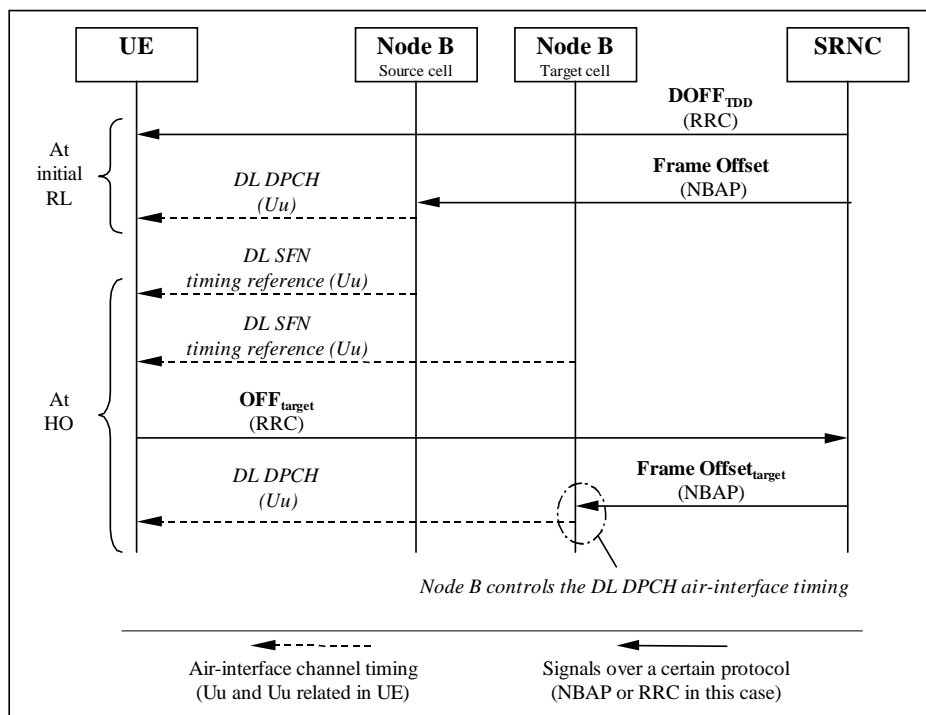 UE
Node B
Source cell
Node B
Target cell
SRNC
DOFF_TDD
(RRC)
At
initial
RL
Frame Offset
(NBAP)
DL DPCH
(Uu)
DL SFN
timing reference (Uu)
DL SFN
timing reference (Uu)
At
HO
OFF_target
(RRC)
Frame Offset_target
(NBAP)
DL DPCH
(Uu)
Node B controls the DL DPCH air-interface timing
Air-interface channel timing
(Uu and Uu related in UE)
Signals over a certain protocol
(NBAP or RRC in this case)